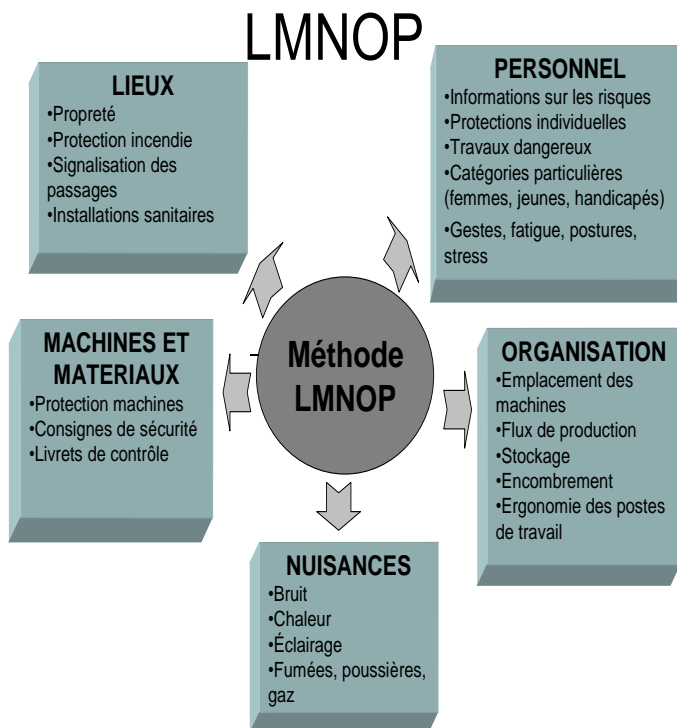 LMNOP
LIEUX
•Propreté
•Protection incendie
•Signalisation des
passages
•Installations sanitaires
PERSONNEL
•Informations sur les risques
•Protections individuelles
•Travaux dangereux
•Catégories particulières
(femmes, jeunes, handicapés)
•Gestes, fatigue, postures,
stress
Méthode
LMNOP
MACHINES ET
MATERIAUX
•Protection machines
•Consignes de sécurité
•Livrets de contrôle
ORGANISATION
•Emplacement des
machines
•Flux de production
•Stockage
•Encombrement
•Ergonomie des postes
de travail
NUISANCES
•Bruit
•Chaleur
•Éclairage
•Fumées, poussières,
gaz